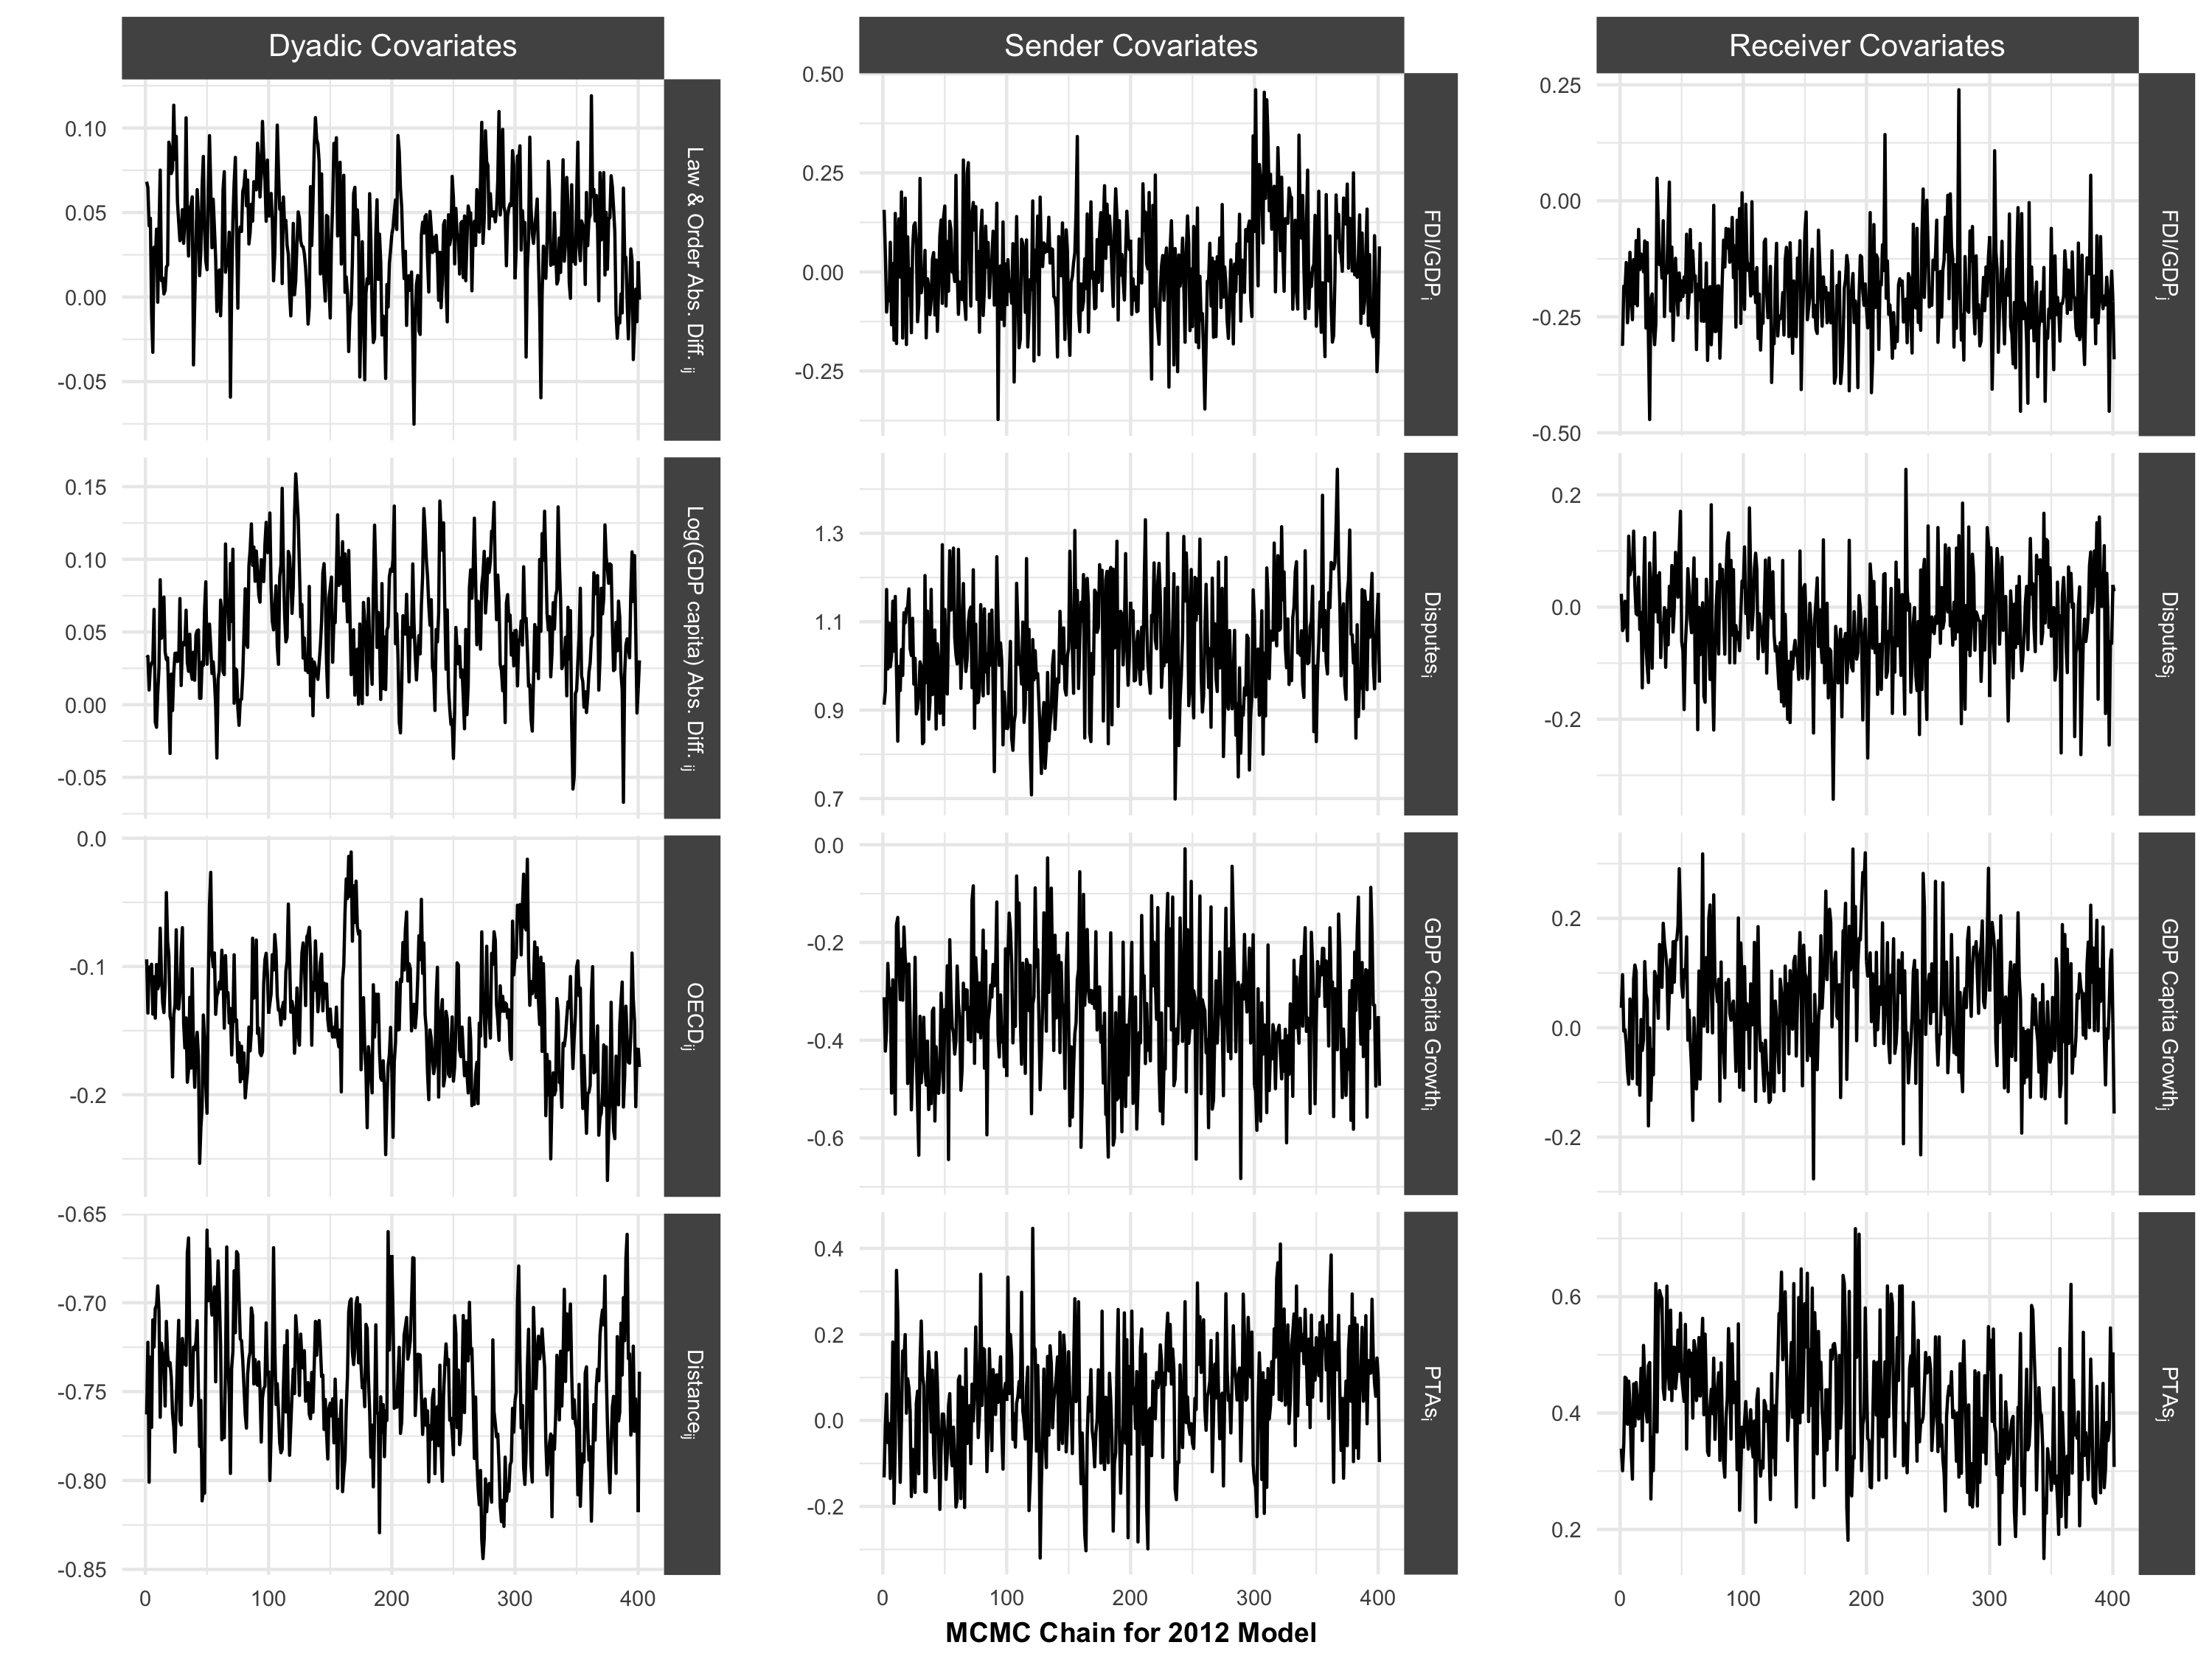 Dyadic Covariates
Sender Covariates
Receiver Covariates
0.10
0.05
0.00
-0.05
Law & Order Abs. Diff. ij
0.50
0.25
0.00
-0.25
FDI/GDPi
0.25
0.00
-0.25
-0.50
FDI/GDPj
0.15
0.10
0.05
0.00
-0.05
Log(GDP capita) Abs. Diff. ij
1.3
1.1
0.9
0.7
Disputesi
0.2
0.0
-0.2
Disputesj
0.0
-0.1
-0.2
OECDij
0.0
-0.2
-0.4
-0.6
GDP Capita Growthi
0.2
0.0
-0.2
GDP Capita Growthj
-0.65
-0.70
-0.75
-0.80
-0.85
Distanceij
0.4
0.2
0.0
-0.2
PTAsi
0.6
0.4
0.2
PTAsj
0 100 200 300 400
0 100 200 300 400
0 100 200 300 400
MCMC Chain for 2012 Model